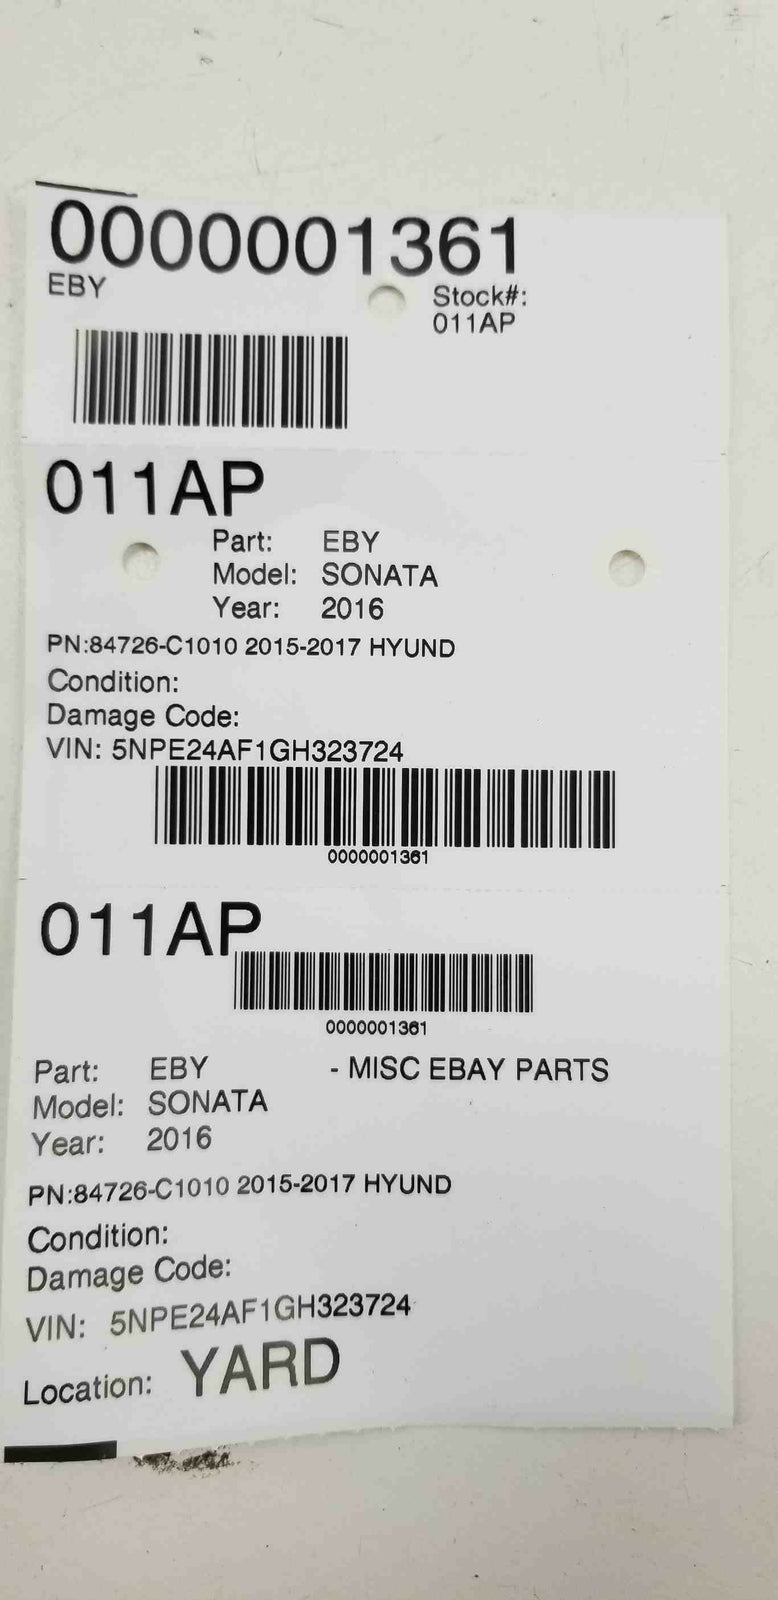 0000001361
EBY
Stock#:
011AP
011AP
Part: EBY
Model: SONATA
Year: 2016
PN:84726-C1010 2015-2017 HYUND
Condition:
Damage Code:
VIN: 5NPE24AF1GH323724
0000001361
011AP
0000001361
Part: EBY - MISC EBAY PARTS
Model: SONATA
Year: 2016
PN:84726-C1010 2015-2017 HYUND
Condition:
Damage Code:
VIN: 5NPE24AF1GH323724
Location: YARD